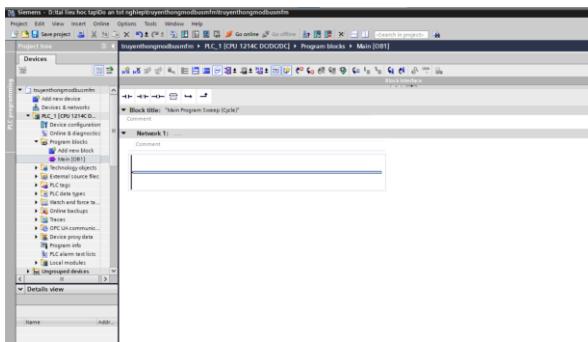 Siemens - D:\tai lieu hoc tap\Do an tot nghiep\truyenthongmodbusmfm\truyenthongmodbusmfm
Project Edit View Insert Online Options Tools Window Help
Save project Go online Go offline <Search in project>
Project tree
truyenthongmodbusmfm ▸ PLC_1 [CPU 1214C DC/DC/DC] ▸ Program blocks ▸ Main [OB1]
Devices
PLC programming
Block interface
truyenthongmodbusmfm
Add new device
Devices & networks
PLC_1 [CPU 1214C D...
Device configuration
Online & diagnostics
Program blocks
Add new block
Main [OB1]
Technology objects
External source files
PLC tags
PLC data types
Watch and force ta...
Online backups
Traces
OPC UA communic...
Device proxy data
Program info
PLC alarm text lists
Local modules
Ungrouped devices
Block title: "Main Program Sweep (Cycle)"
Comment
Network 1: ....
Comment
Details view
Name Addr...